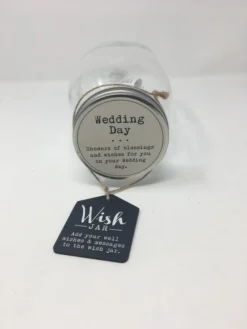 Wedding
Day
• • •
Showers of blessings
and wishes for you
on your Wedding
day.
Wish
JAR
Add your well
wishes & messages
to the wish jar.